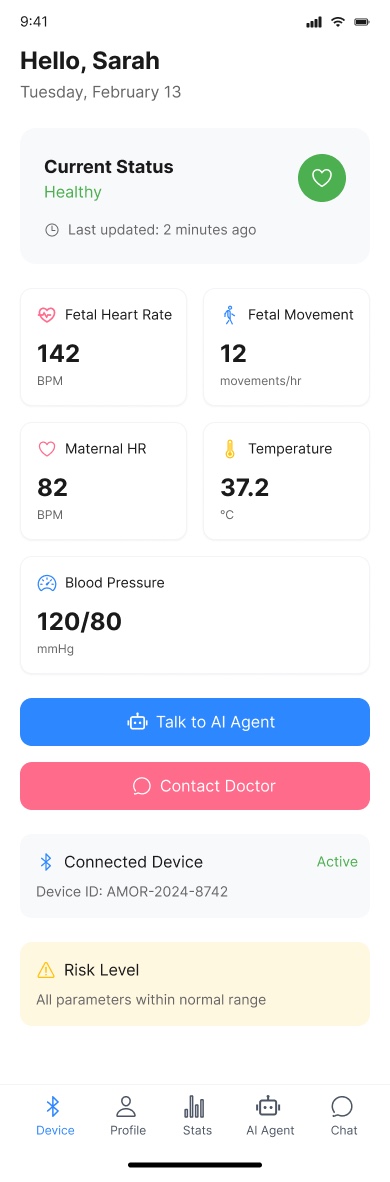 9:41
Hello, Sarah
Tuesday, February 13
Current Status
Healthy
Last updated: 2 minutes ago
Fetal Heart Rate
142
BPM
Fetal Movement
12
movements/hr
Maternal HR
82
BPM
Temperature
37.2
°C
Blood Pressure
120/80
mmHg
Talk to AI Agent
Contact Doctor
Connected Device
Active
Device ID: AMOR-2024-8742
Risk Level
All parameters within normal range
Device
Profile
Stats
AI Agent
Chat